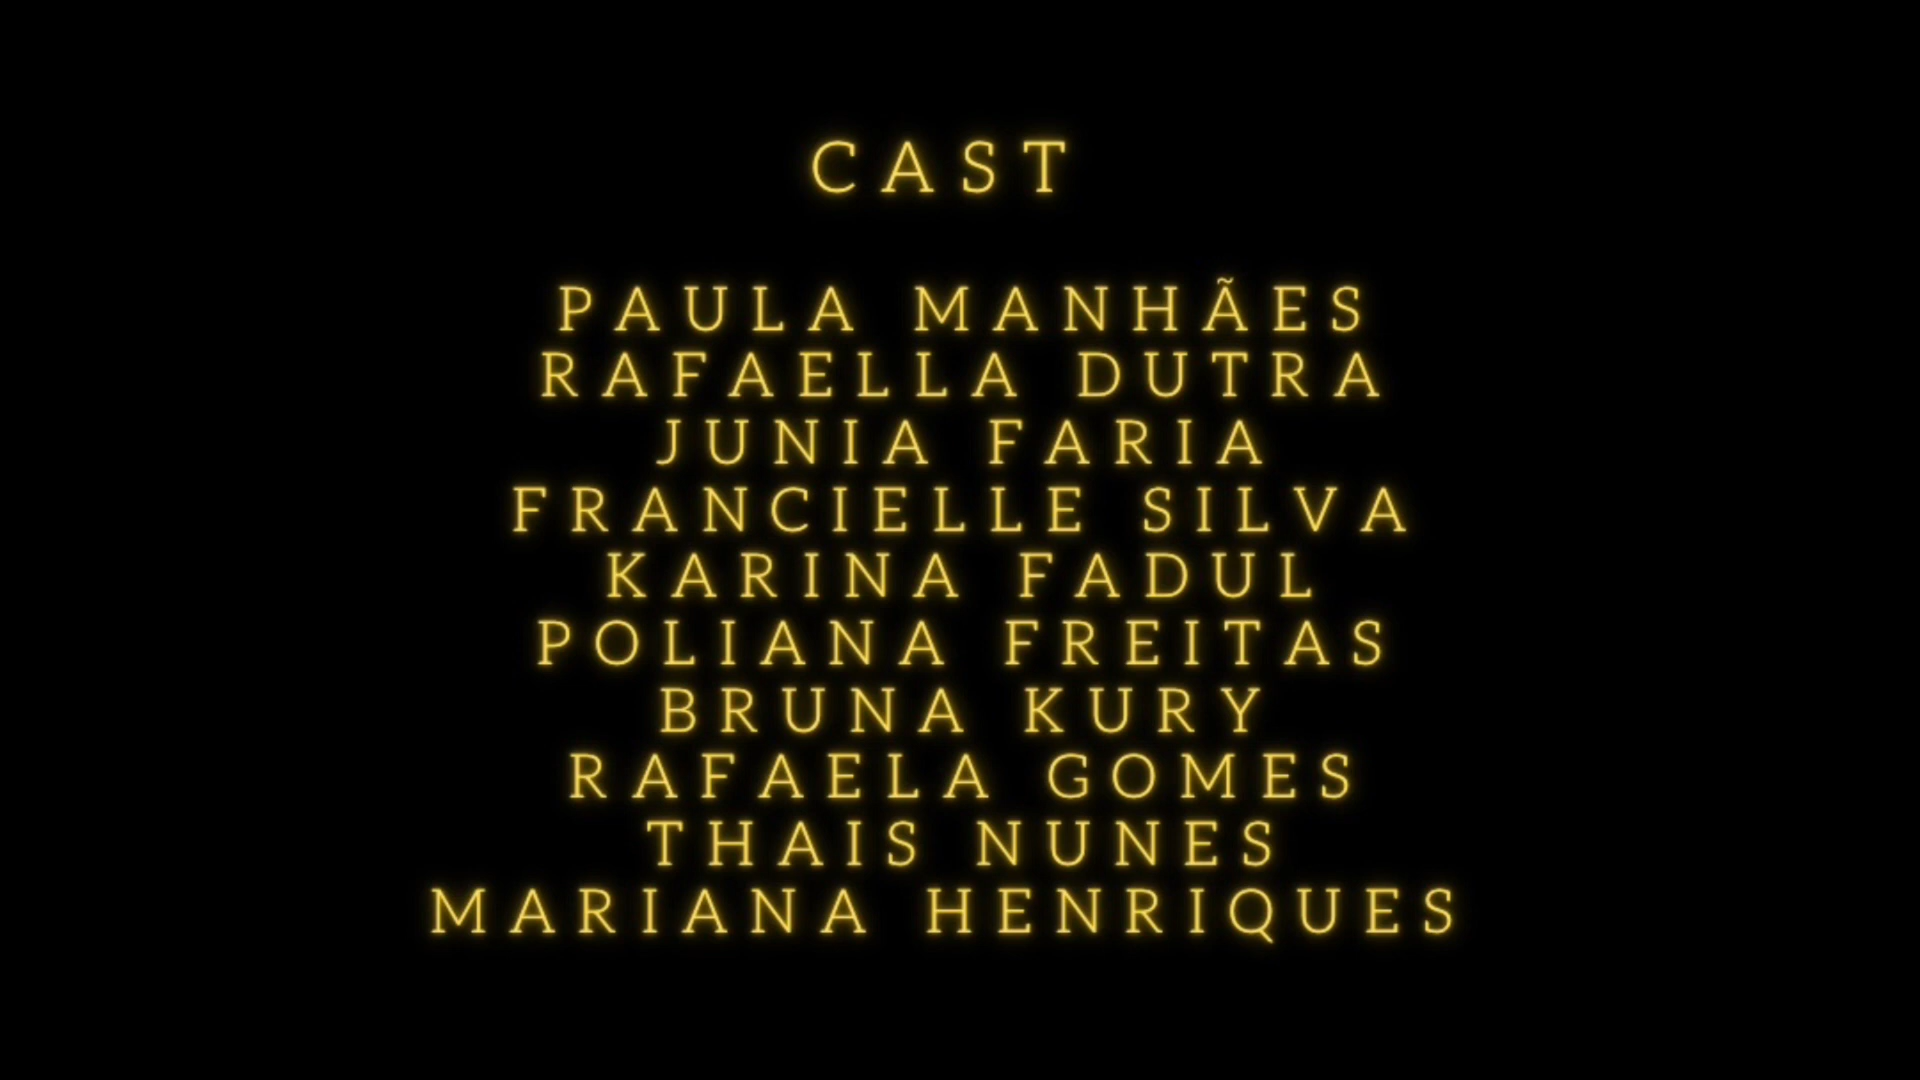 CAST
PAULA MANHÃES
RAFAELLA DUTRA
JUNIA FARIA
FRANCIELLE SILVA
KARINA FADUL
POLIANA FREITAS
BRUNA KURY
RAFAELA GOMES
THAIS NUNES
MARIANA HENRIQUES